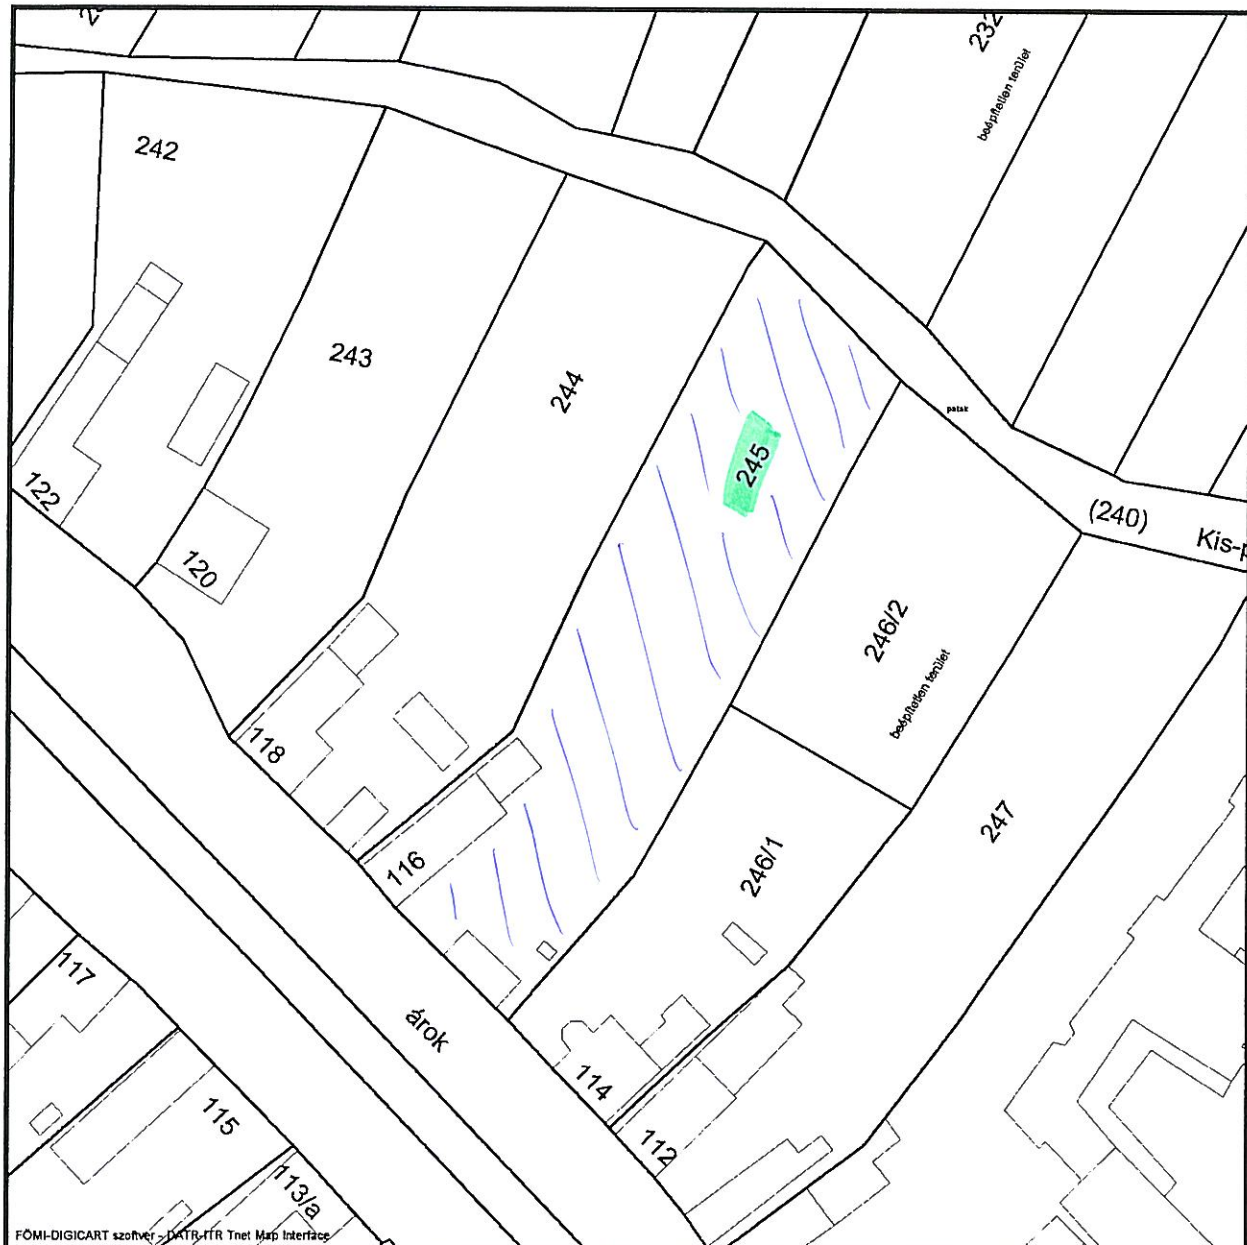 232
beépítetlen terület
242
243
244
245
patak
(240)
122
120
246/2
beépítetlen terület
118
247
116
246/1
117
árok
114
115
112
113/a
FÖMI-DIGICART szoftver - DATR-ITR Tnet Map Interface